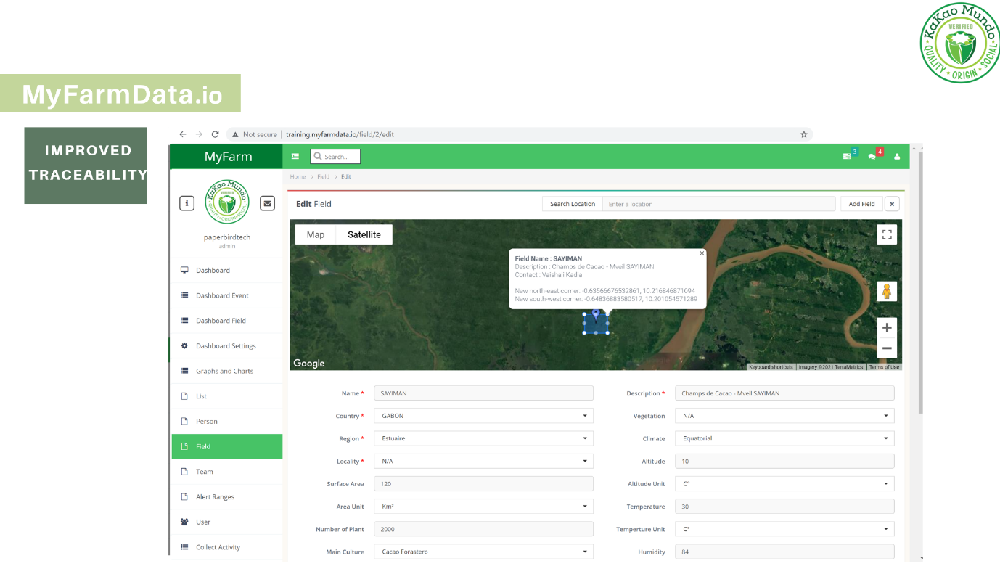 KaKao Mundo
VERIFIED
QUALITY • ORIGIN • SOCIAL
MyFarmData.io
IMPROVED
TRACEABILITY
Not secure | training.myfarmdata.io/field/2/edit
MyFarm
Search...
3
4
Home > Field > Edit
KaKao Mundo
VERIFIED
QUALITY • ORIGIN • SOCIAL
paperbirdtech
admin
Dashboard
Dashboard Event
Dashboard Field
Dashboard Settings
Graphs and Charts
List
Person
Field
Team
Alert Ranges
User
Collect Activity
Edit Field
Search Location Enter a location Add Field
Map Satellite
Field Name : SAYIMAN
Description : Champs de Cacao - Mveil SAYIMAN
Contact : Vaishali Kadia
New north-east corner: -0.63566676532861, 10.216846871094
New south-west corner: -0.64836883580517, 10.201054571289
Google
Keyboard shortcuts Imagery ©2021 TerraMetrics Terms of Use
Name * SAYIMAN Description * Champs de Cacao - Mveil SAYIMAN
Country * GABON Vegetation N/A
Region * Estuaire Climate Equatorial
Locality * N/A Altitude 10
Surface Area 120 Altitude Unit C°
Area Unit Km² Temperature 30
Number of Plant 2000 Temperture Unit C°
Main Culture Cacao Forastero Humidity 84